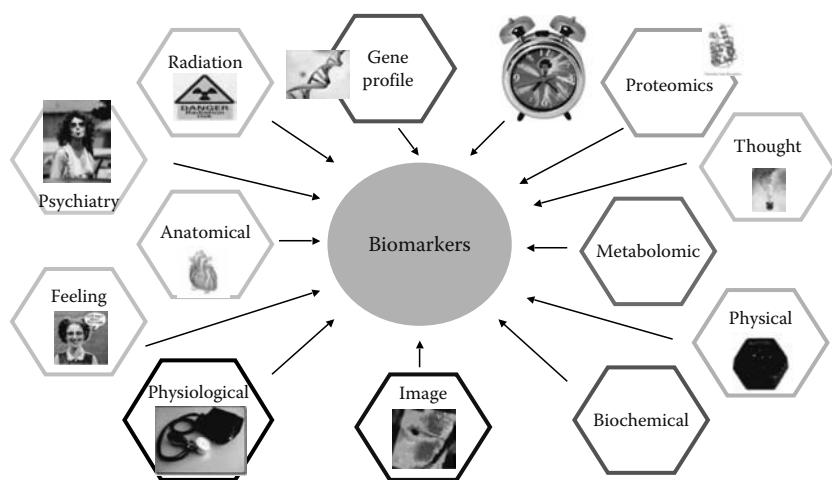 Radiation
DANGER
Gene
profile
Proteomics
Thought
Psychiatry
Anatomical
Biomarkers
Metabolomic
Feeling
Physical
Physiological
Image
Biochemical